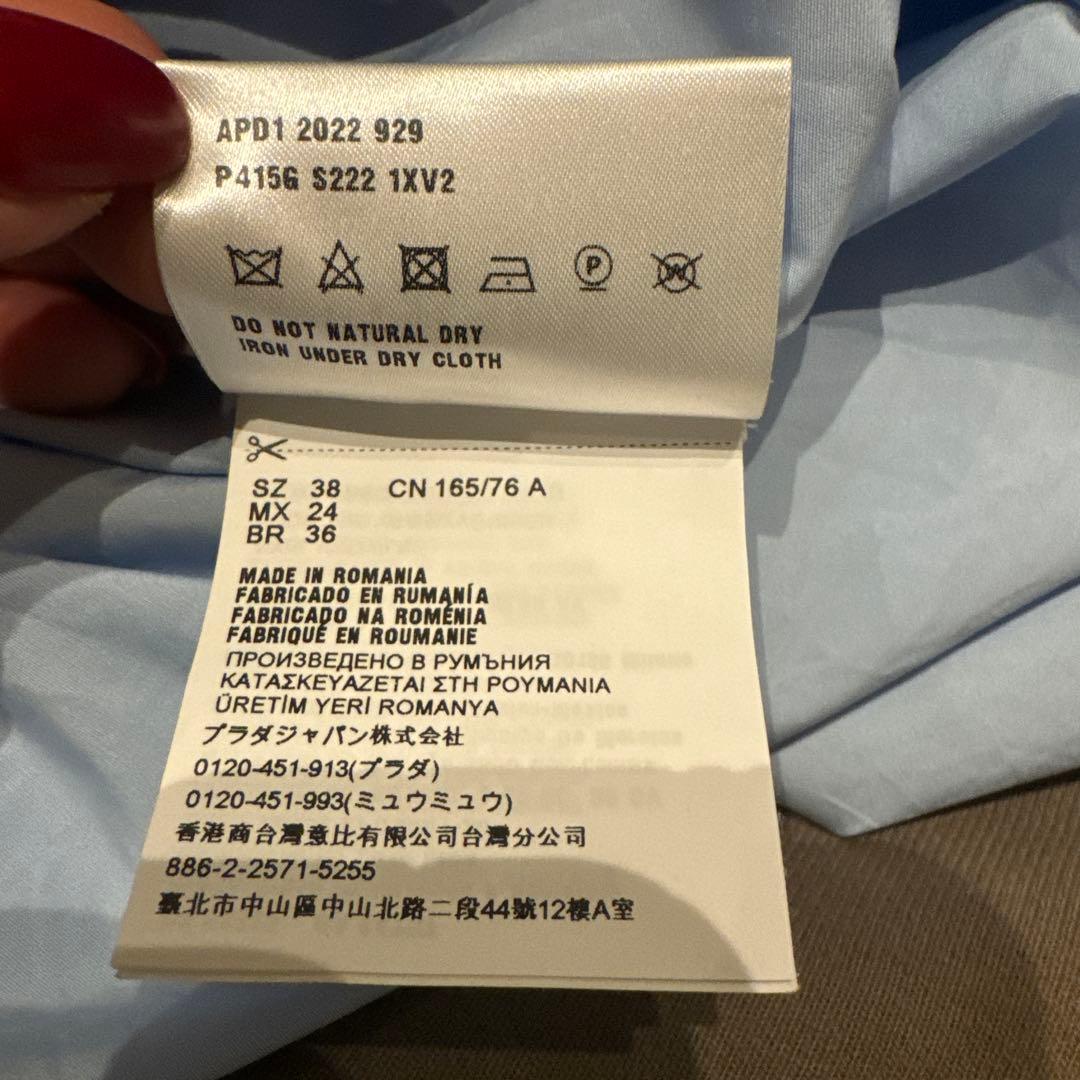 APD1 2022 929
P415G S222 1XV2
P W
DO NOT NATURAL DRY
IRON UNDER DRY CLOTH
SZ 38 CN 165/76 A
MX 24
BR 36
MADE IN ROMANIA
FABRICADO EN RUMANÍA
FABRICADO NA ROMÉNIA
FABRIQUÉ EN ROUMANIE
ПРОИЗВЕДЕНО В РУМЪНИЯ
ΚΑΤΑΣΚΕΥΑΖΕΤΑΙ ΣΤΗ ΡΟΥΜΑΝΙΑ
ÜRETİM YERİ ROMANYA
プラダジャパン株式会社
0120-451-913(プラダ)
0120-451-993(ミュウミュウ)
香港商台灣意比有限公司台灣分公司
886-2-2571-5255
臺北市中山區中山北路二段44號12樓A室